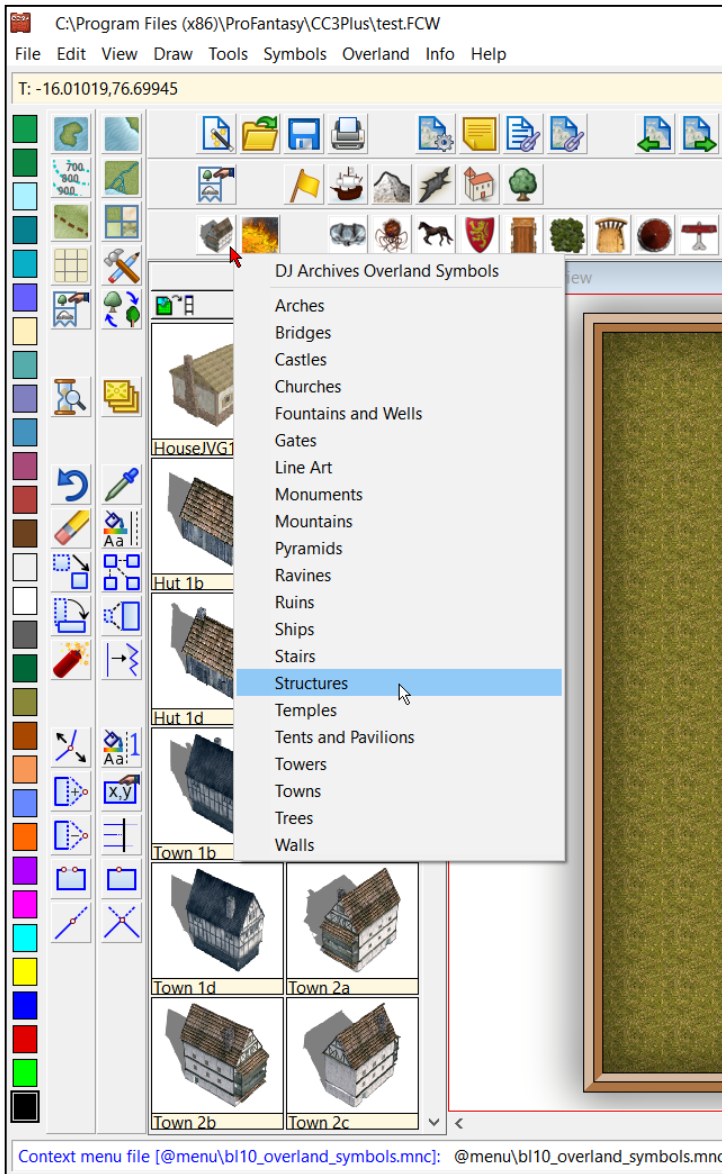 C:\Program Files (x86)\ProFantasy\CC3Plus\test.FCW
File Edit View Draw Tools Symbols Overland Info Help
T: -16.01019,76.69945
700
800
900
DJ Archives Overland Symbols
iew
Arches
Bridges
Castles
Churches
Fountains and Wells
HouseJVG1
Gates
Line Art
Monuments
Mountains
Pyramids
Aa
Ravines
Hut 1b
Ruins
Ships
Stairs
Structures
Temples
Hut 1d
Tents and Pavilions
Aa 1
Towers
x,y
Towns
Trees
Walls
Town 1b
Town 1d Town 2a
Town 2b Town 2c
Context menu file [@menu\bl10_overland_symbols.mnc]: @menu\bl10_overland_symbols.mnc